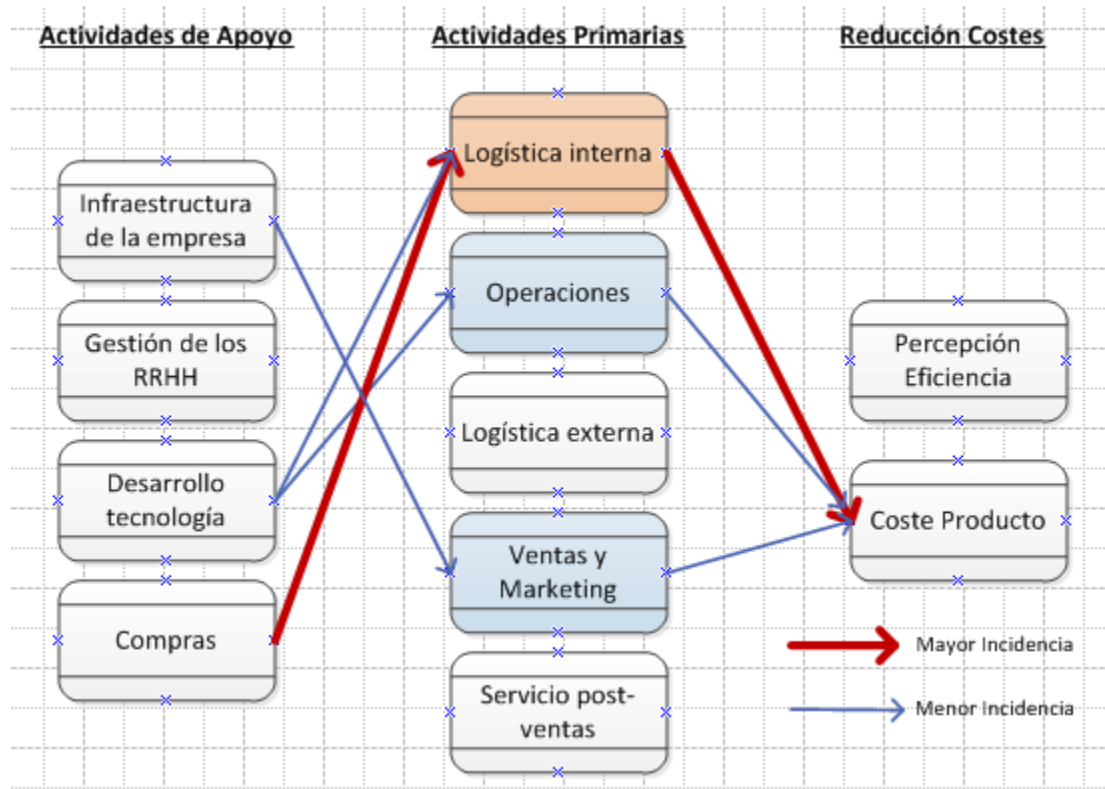 Actividades de Apoyo
Actividades Primarias
Reducción Costes
Infraestructura
de la empresa
Gestión de los
RRHH
Desarrollo
tecnología
Compras
Logística interna
Operaciones
Logística externa
Ventas y
Marketing
Servicio post-
ventas
Percepción
Eficiencia
Coste Producto
Mayor Incidencia
Menor Incidencia